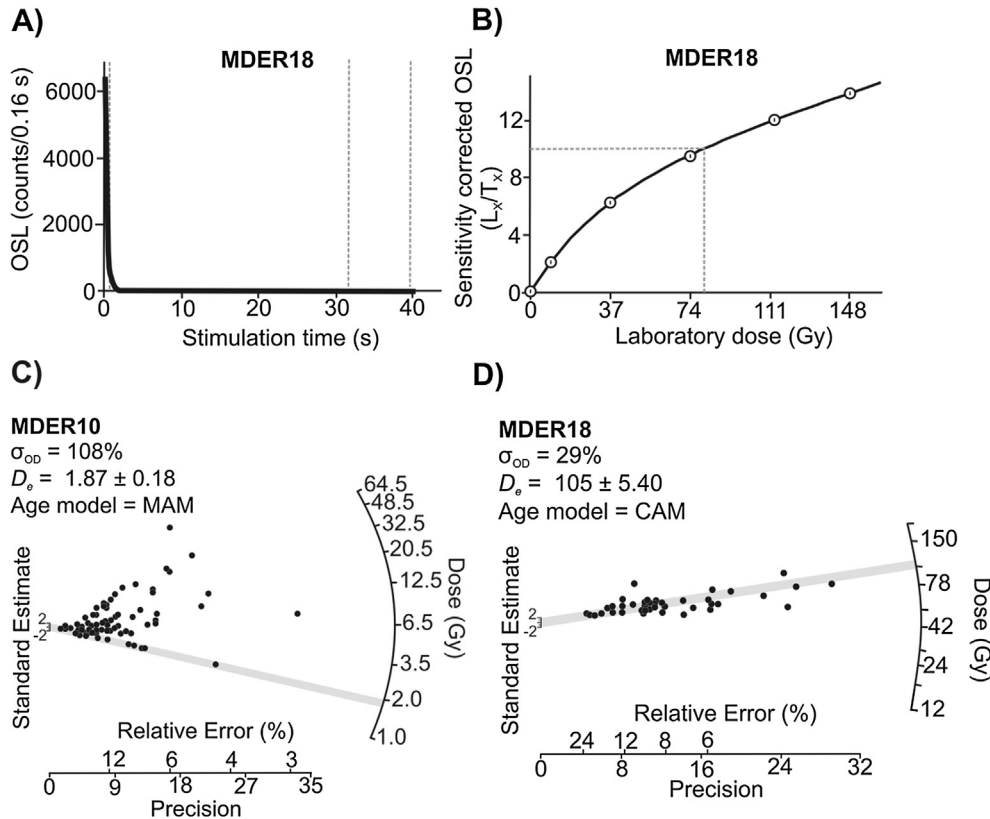 A)
MDER18
OSL (counts/0.16 s)
6000
4000
2000
0
0 10 20 30 40
Stimulation time (s)
B)
MDER18
Sensitivity corrected OSL
(Lx/Tx)
12
8
4
0
0 37 74 111 148
Laboratory dose (Gy)
C)
MDER10
σOD = 108%
De = 1.87 ± 0.18
Age model = MAM
Standard Estimate
2
-2
64.5
48.5
32.5
20.5
12.5
6.5
3.5
2.0
1.0
Dose (Gy)
Relative Error (%)
12 6 4 3
0 9 18 27 35
Precision
D)
MDER18
σOD = 29%
De = 105 ± 5.40
Age model = CAM
Standard Estimate
2
-2
150
78
42
24
12
Dose (Gy)
Relative Error (%)
24 12 8 6
0 8 16 32
Precision